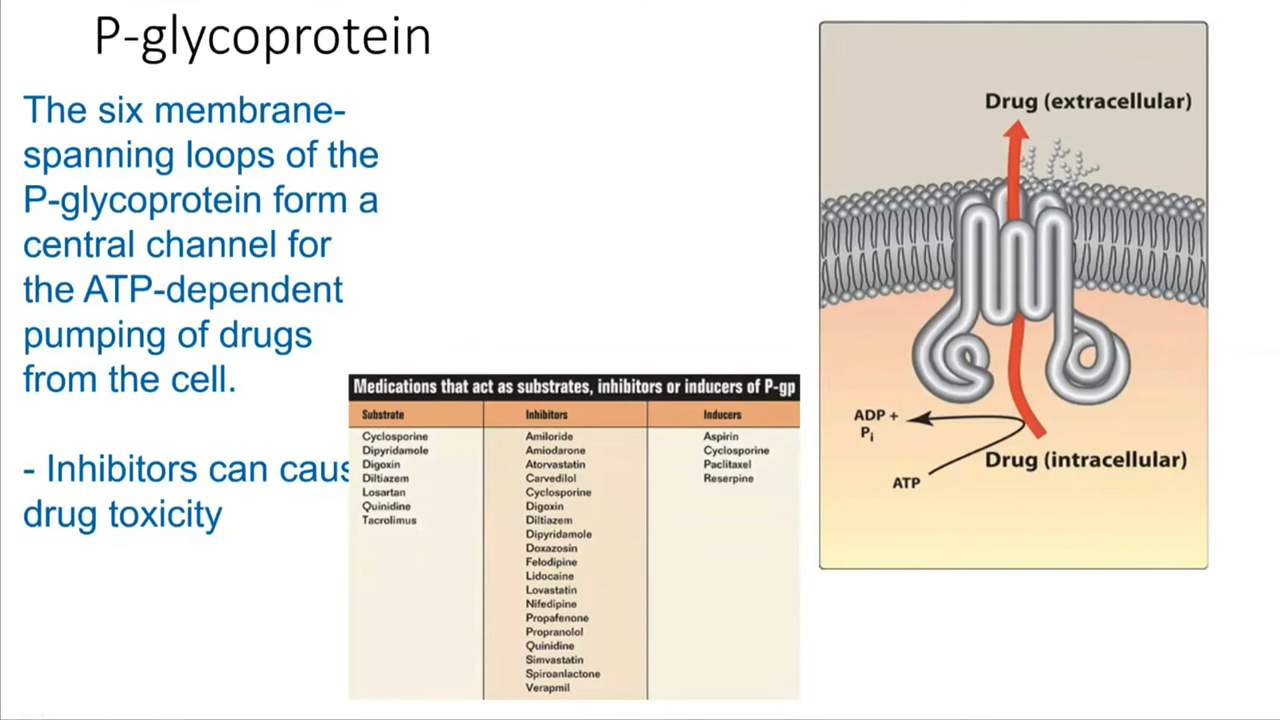 P-glycoprotein
The six membrane-
spanning loops of the
P-glycoprotein form a
central channel for
the ATP-dependent
pumping of drugs
from the cell.
- Inhibitors can caus
drug toxicity
Medications that act as substrates, inhibitors or inducers of P-gp
Substrate
Cyclosporine
Dipyridamole
Digoxin
Diltiazem
Losartan
Quinidine
Tacrolimus
Inhibitors
Amiloride
Amiodarone
Atorvastatin
Carvedilol
Cyclosporine
Digoxin
Diltiazem
Dipyridamole
Doxazosin
Felodipine
Lidocaine
Lovastatin
Nifedipine
Propafenone
Propranolol
Quinidine
Simvastatin
Spiroanlactone
Verapmil
Inducers
Aspirin
Cyclosporine
Paclitaxel
Reserpine
Drug (extracellular)
ADP +
Pi
ATP
Drug (intracellular)